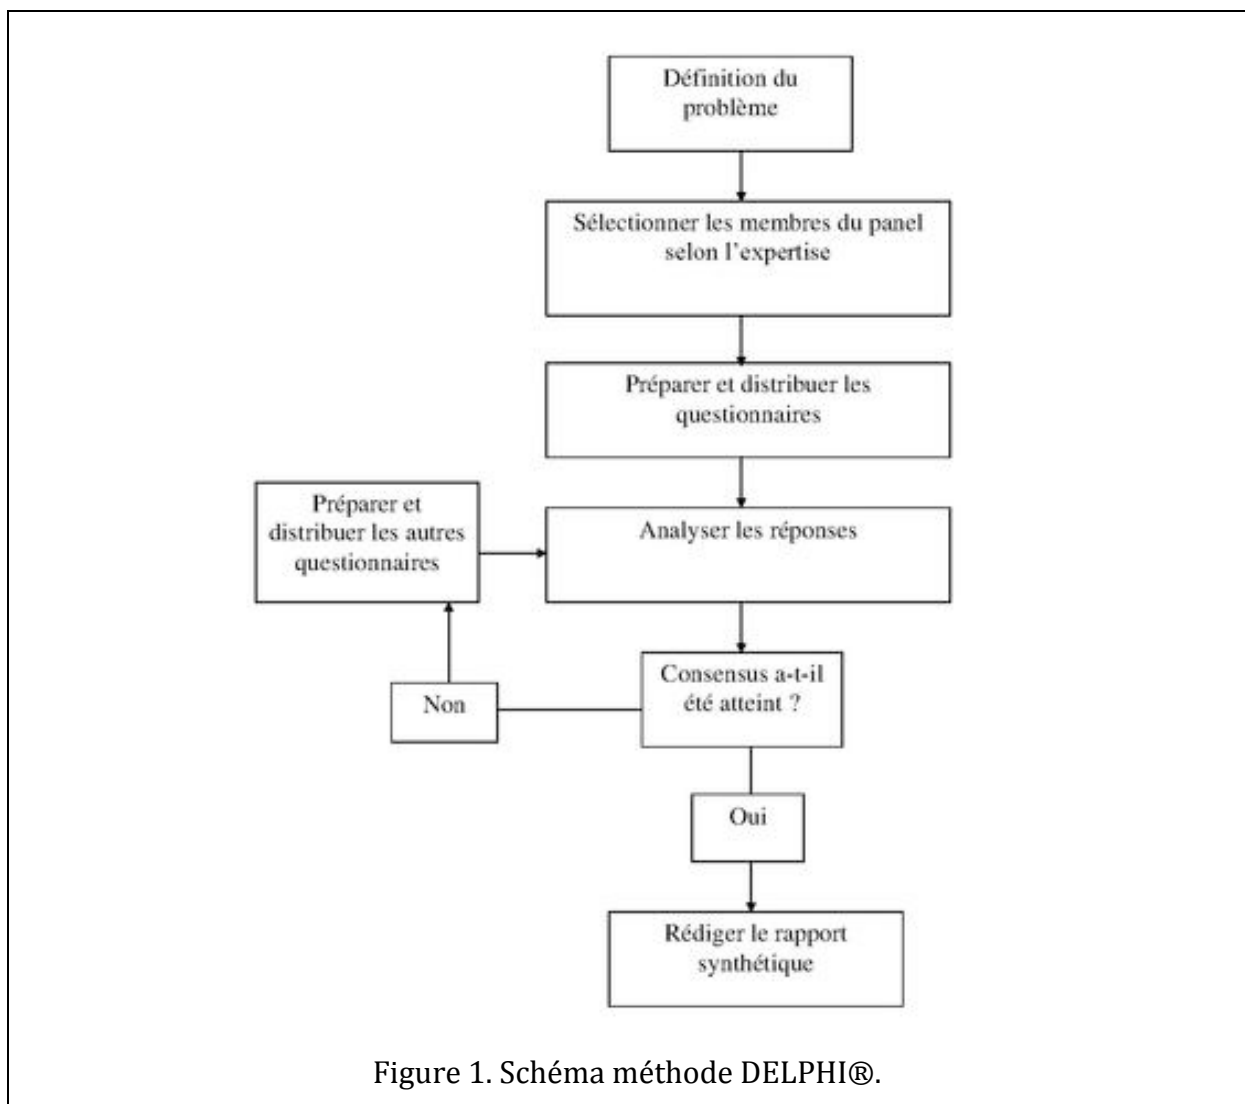 Définition du
problème
Sélectionner les membres du panel
selon l'expertise
Préparer et distribuer les
questionnaires
Préparer et
distribuer les autres
questionnaires
Analyser les réponses
Consensus a-t-il
été atteint ?
Non
Oui
Rédiger le rapport
synthétique
Figure 1. Schéma méthode DELPHI®.